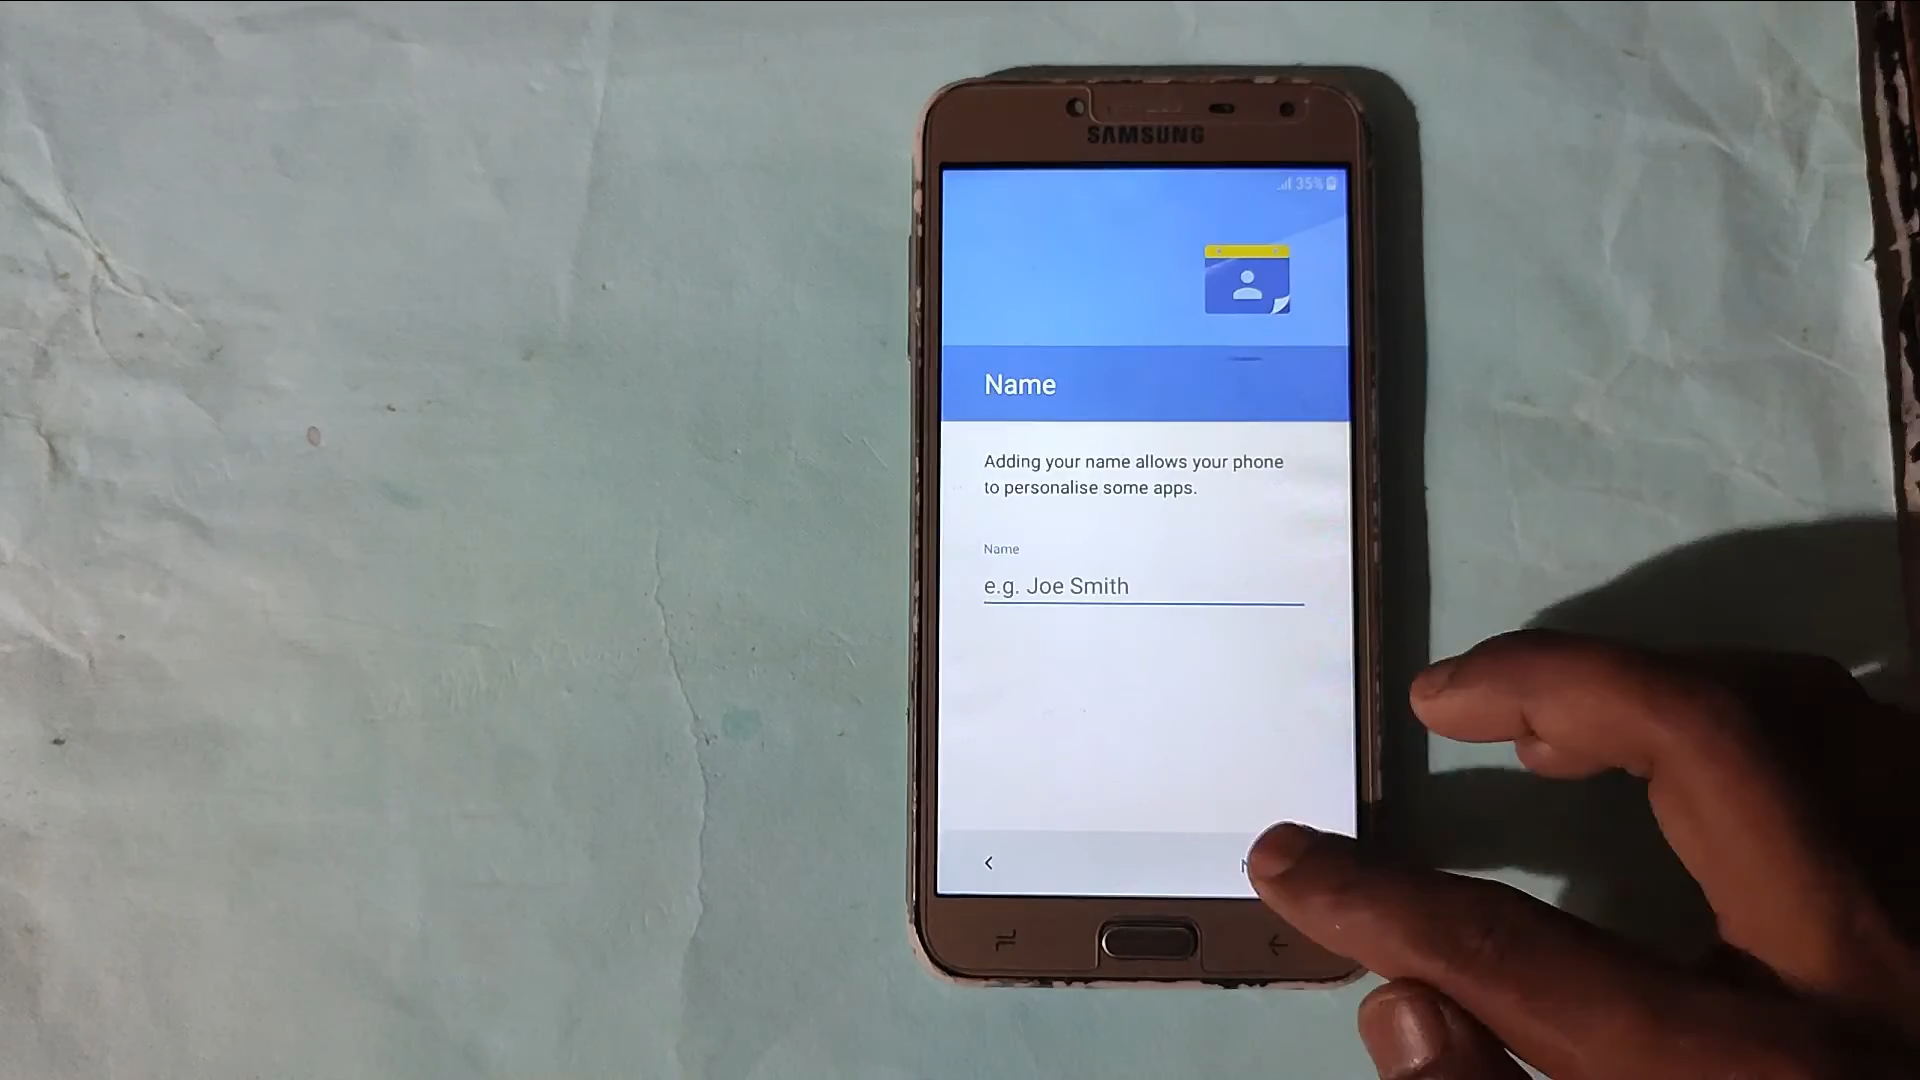 SAMSUNG
35%
Name
Adding your name allows your phone
to personalise some apps.
Name
e.g. Joe Smith